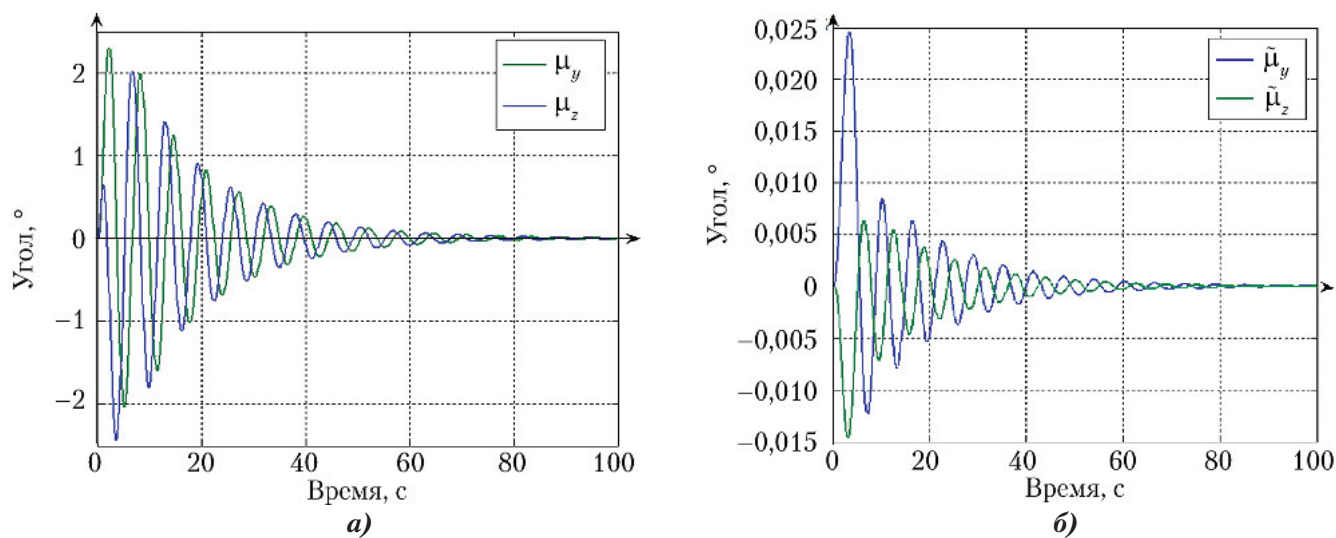 Угол, °
2
1
0
−1
−2
μy
μz
0 20 40 60 80 100
Время, с
а)
Угол, °
0,025
0,020
0,015
0,010
0,005
0
−0,005
−0,010
−0,015
μ̃y
μ̃z
0 20 40 60 80 100
Время, с
б)